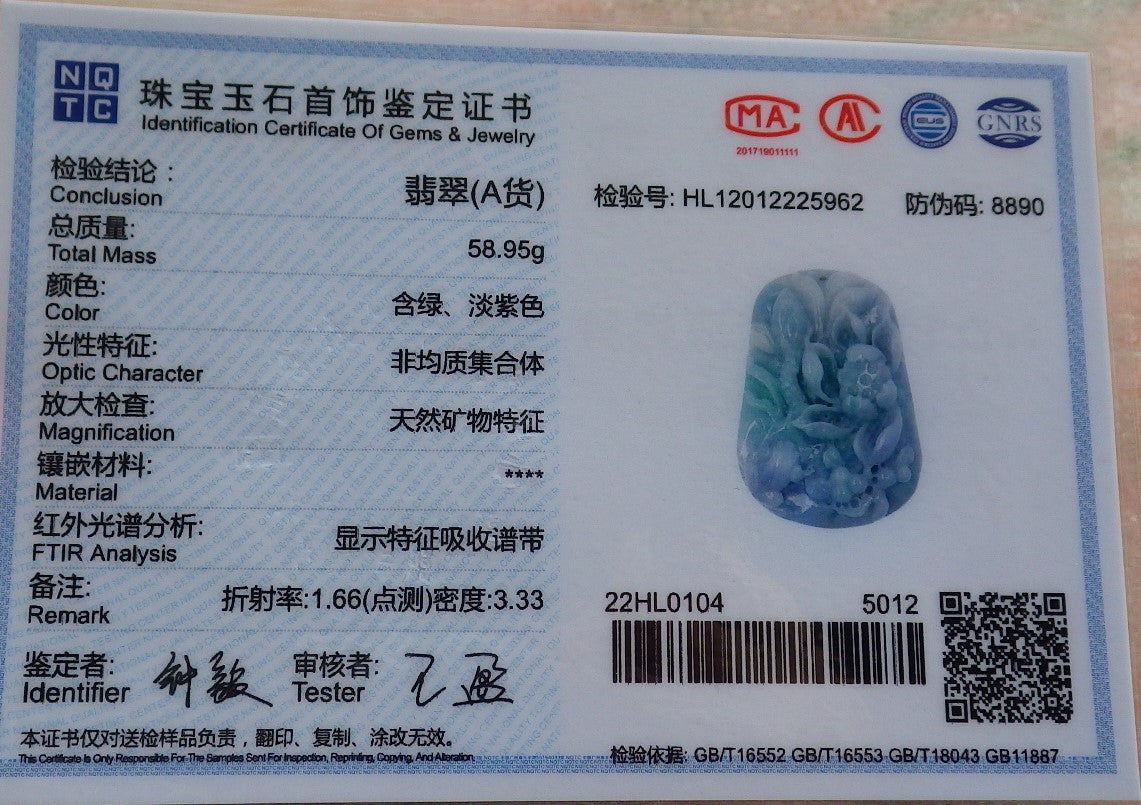 NQ
TC
珠宝玉石首饰鉴定证书
Identification Certificate Of Gems & Jewelry
检验结论：
Conclusion
翡翠(A货)
总质量:
Total Mass
58.95g
颜色:
Color
含绿、淡紫色
光性特征:
Optic Character
非均质集合体
放大检查:
Magnification
天然矿物特征
镶嵌材料:
Material
****
红外光谱分析:
FTIR Analysis
显示特征吸收谱带
备注:
Remark
折射率:1.66(点测)密度:3.33
鉴定者:
Identifier
审核者:
Tester
本证书仅对送检样品负责，翻印、复制、涂改无效。
This Certificate Is Only Responsible For The Samples Sent For Inspection, Reprinting, Copying, And Alteration
MA
201719011111
GNRS
检验号: HL12012225962
防伪码: 8890
22HL0104
5012
检验依据: GB/T16552 GB/T16553 GB/T18043 GB11887